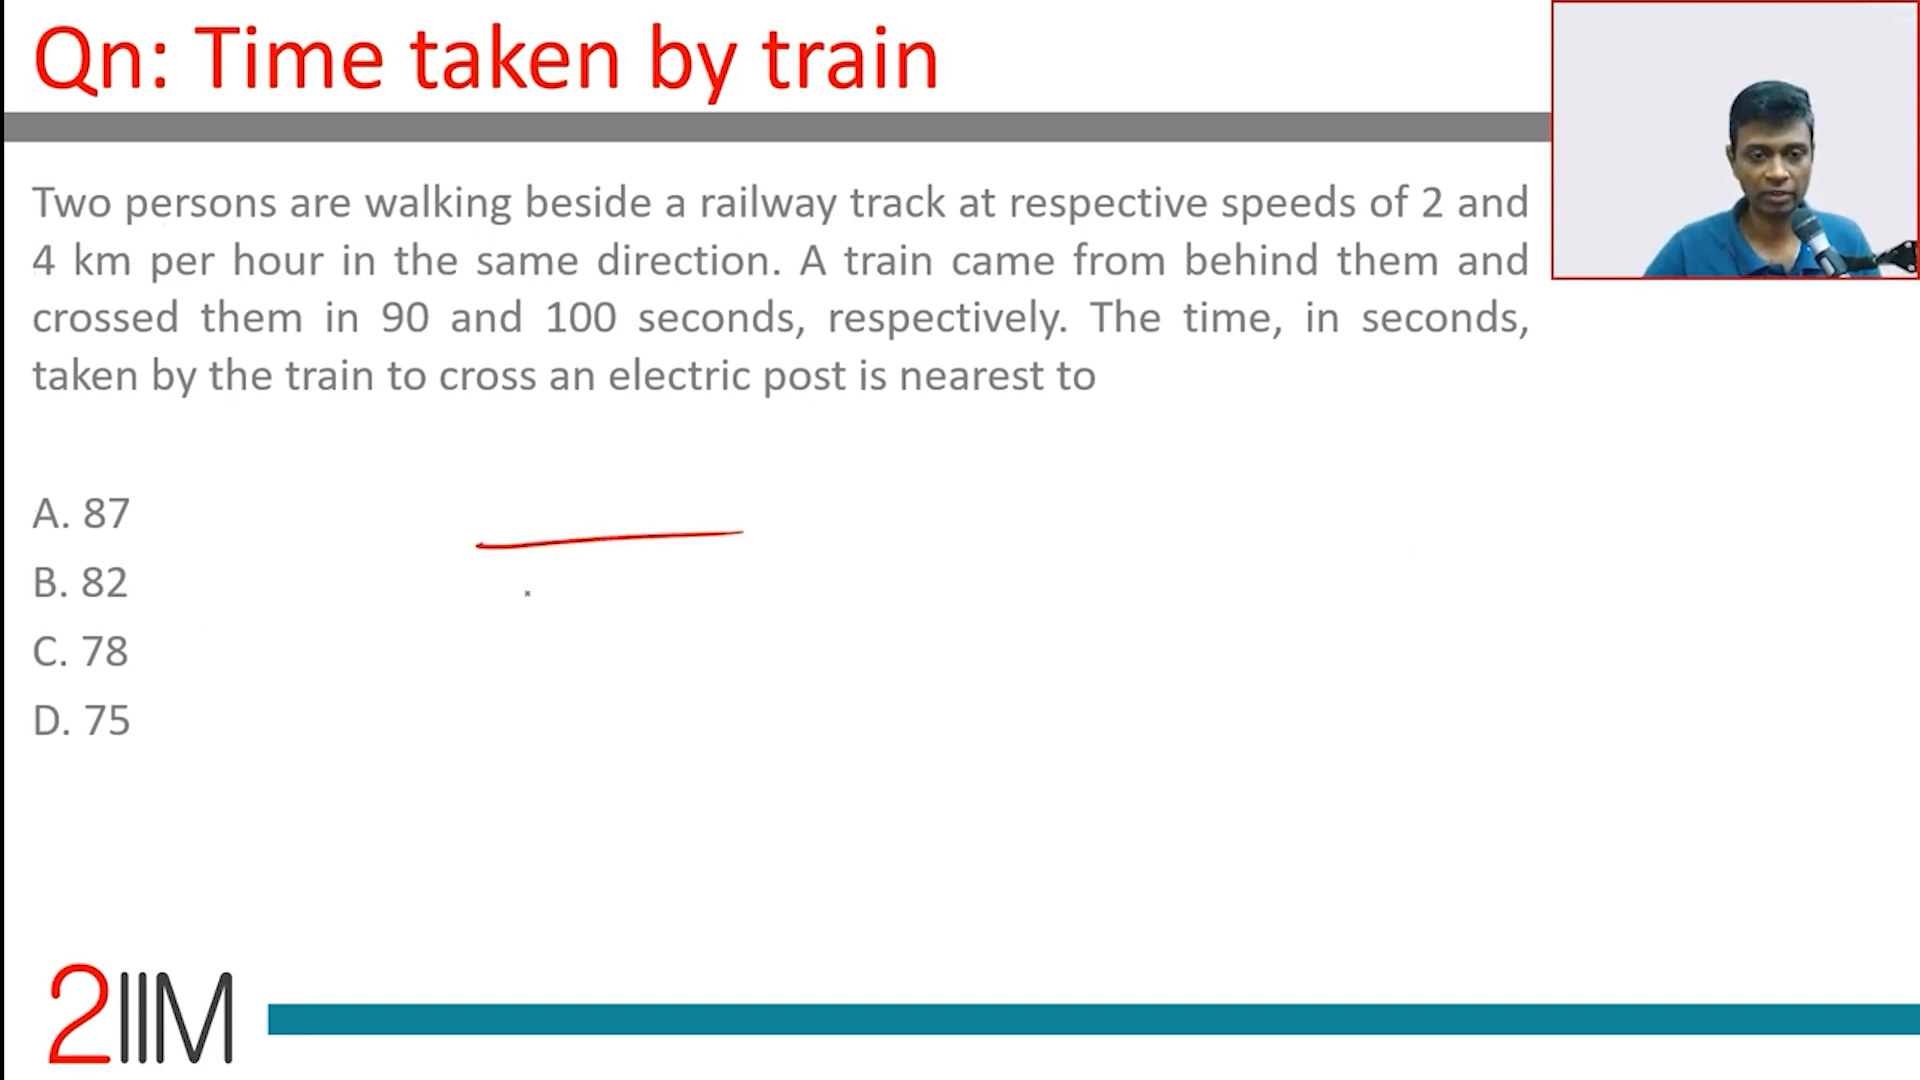 Qn: Time taken by train
Two persons are walking beside a railway track at respective speeds of 2 and
4 km per hour in the same direction. A train came from behind them and
crossed them in 90 and 100 seconds, respectively. The time, in seconds,
taken by the train to cross an electric post is nearest to
A. 87
B. 82
C. 78
D. 75
2IIM